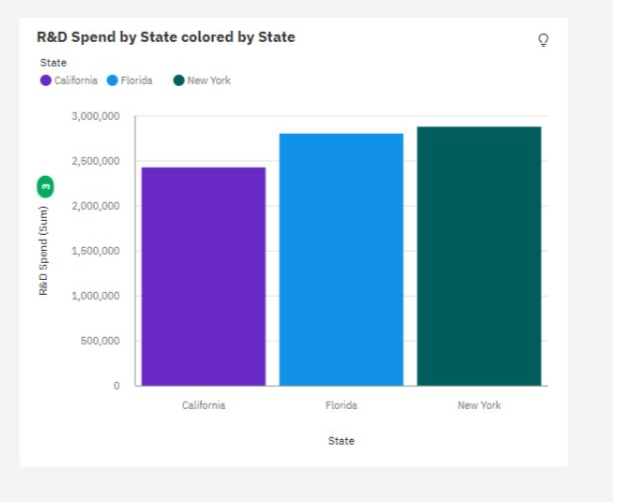 R&D Spend by State colored by State
State
California Florida New York
3,000,000
2,500,000
2,000,000
1,500,000
1,000,000
500,000
0
R&D Spend (Sum) 3
California Florida New York
State